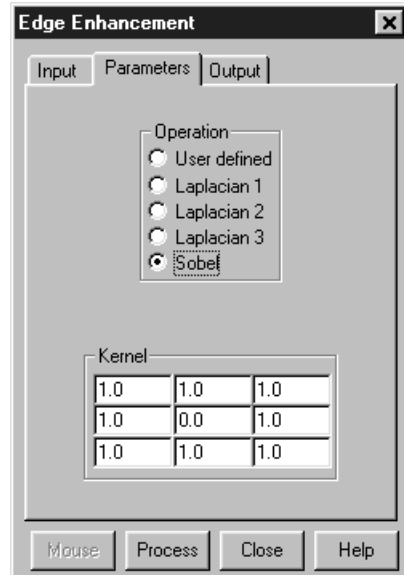 Edge Enhancement
Input Parameters Output
Operation
User defined
Laplacian 1
Laplacian 2
Laplacian 3
Sobel
Kernel
1.0 1.0 1.0
1.0 0.0 1.0
1.0 1.0 1.0
Mouse Process Close Help